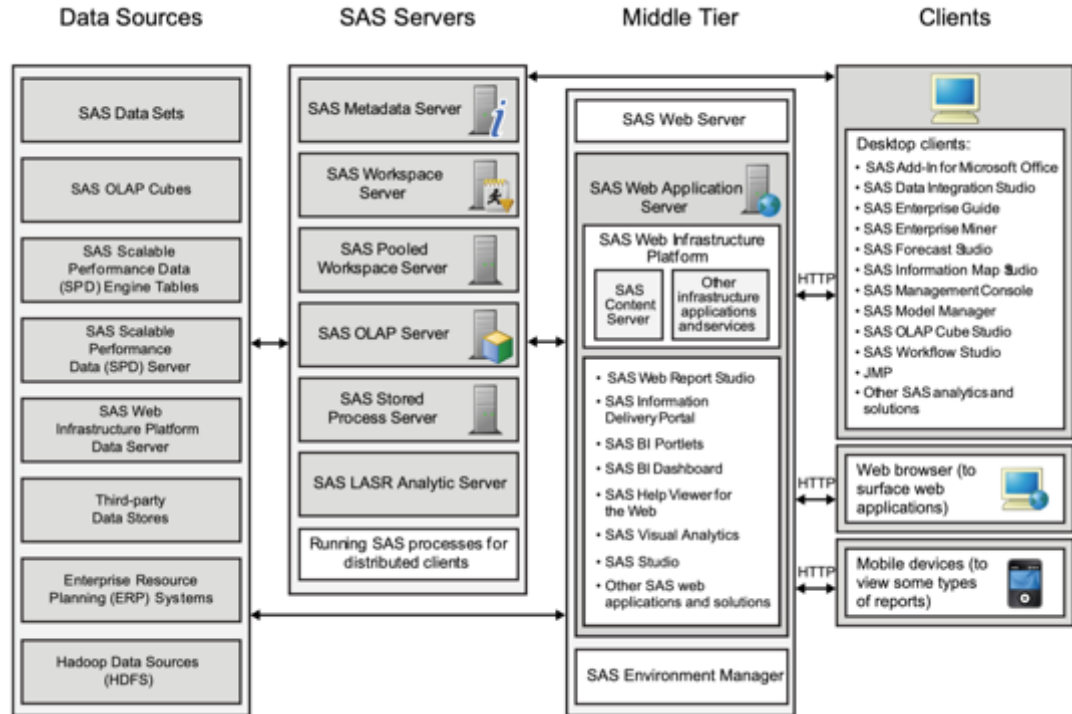 Data Sources
SAS Servers
Middle Tier
Clients
SAS Data Sets
SAS OLAP Cubes
SAS Scalable
Performance Data
(SPD) Engine Tables
SAS Scalable
Performance
Data (SPD) Server
SAS Web
Infrastructure Platform
Data Server
Third-party
Data Stores
Enterprise Resource
Planning (ERP) Systems
Hadoop Data Sources
(HDFS)
SAS Metadata Server
SAS Workspace
Server
SAS Pooled
Workspace Server
SAS OLAP Server
SAS Stored
Process Server
SAS LASR Analytic Server
Running SAS processes for
distributed clients
SAS Web Server
SAS Web Application
Server
SAS Web Infrastructure
Platform
SAS
Content
Server
Other
infrastructure
applications
and services
• SAS Web Report Studio
• SAS Information
Delivery Portal
• SAS BI Portlets
• SAS BI Dashboard
• SAS Help Viewer for
the Web
• SAS Visual Analytics
• SAS Studio
• Other SAS web
applications and solutions
SAS Environment Manager
HTTP
HTTP
HTTP
Desktop clients:
• SAS Add-In for Microsoft Office
• SAS Data Integration Studio
• SAS Enterprise Guide
• SAS Enterprise Miner
• SAS Forecast Studio
• SAS Information Map Studio
• SAS Management Console
• SAS Model Manager
• SAS OLAP Cube Studio
• SAS Workflow Studio
• JMP
• Other SAS analytics and
solutions
Web browser (to
surface web
applications)
Mobile devices (to
view some types
of reports)